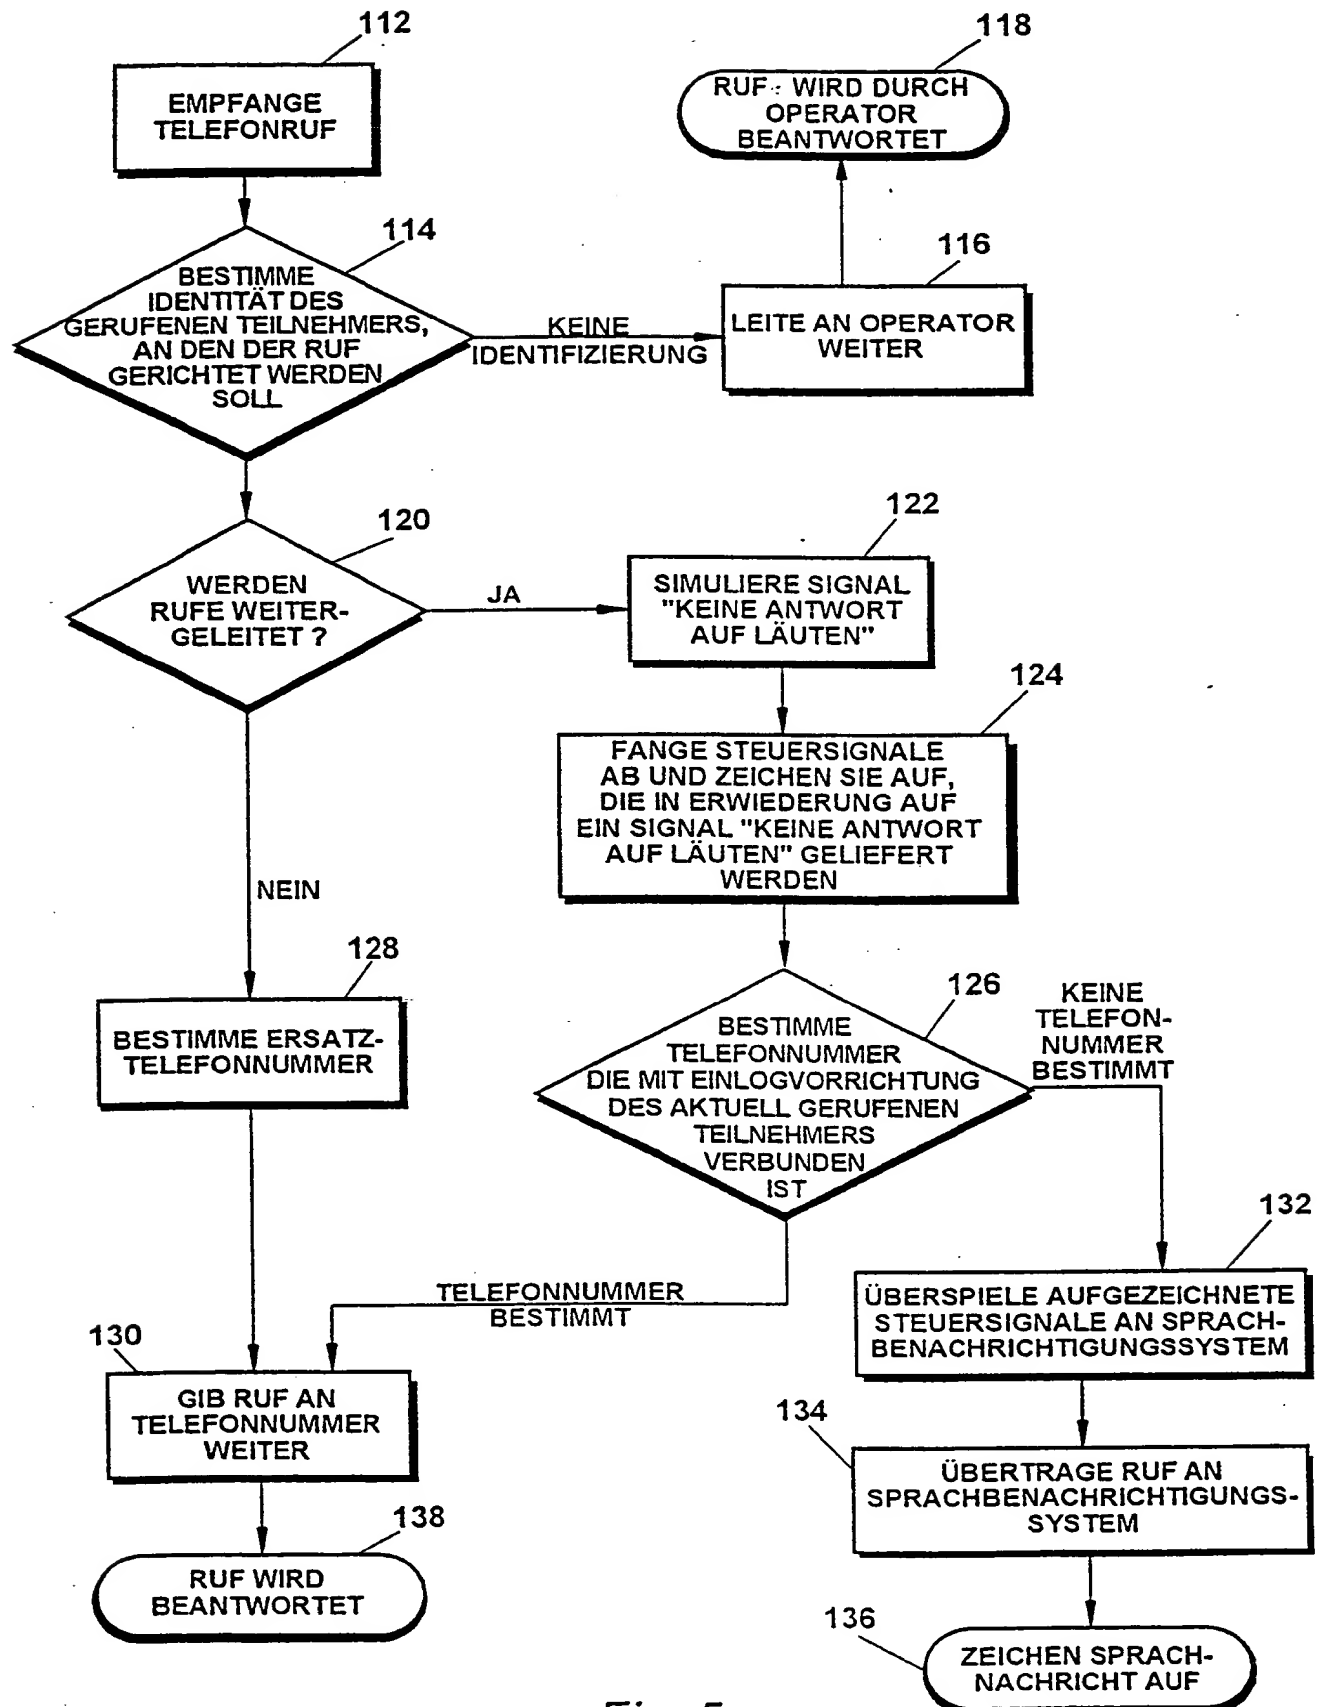 112
EMPFANGE
TELEFONRUF
118
RUF : WIRD DURCH
OPERATOR
BEANTWORTET
114
BESTIMME
IDENTITÄT DES
GERUFENEN TEILNEHMERS,
AN DEN DER RUF
GERICHTET WERDEN
SOLL
KEINE
IDENTIFIZIERUNG
116
LEITE AN OPERATOR
WEITER
120
WERDEN
RUFE WEITER-
GELEITET ?
JA
122
SIMULIERE SIGNAL
"KEINE ANTWORT
AUF LÄUTEN"
124
FANGE STEUERSIGNALE
AB UND ZEICHEN SIE AUF,
DIE IN ERWIEDERUNG AUF
EIN SIGNAL "KEINE ANTWORT
AUF LÄUTEN" GELIEFERT
WERDEN
NEIN
128
BESTIMME ERSATZ-
TELEFONNUMMER
126
BESTIMME
TELEFONNUMMER
DIE MIT EINLOGVORRICHTUNG
DES AKTUELL GERUFENEN
TEILNEHMERS
VERBUNDEN
IST
KEINE
TELEFON-
NUMMER
BESTIMMT
TELEFONNUMMER
BESTIMMT
132
ÜBERSPIELE AUFGEZEICHNETE
STEUERSIGNALE AN SPRACH-
BENACHRICHTIGUNGSSYSTEM
130
GIB RUF AN
TELEFONNUMMER
WEITER
134
ÜBERTRAGE RUF AN
SPRACHBENACHRICHTIGUNGS-
SYSTEM
138
RUF WIRD
BEANTWORTET
136
ZEICHEN SPRACH-
NACHRICHT AUF